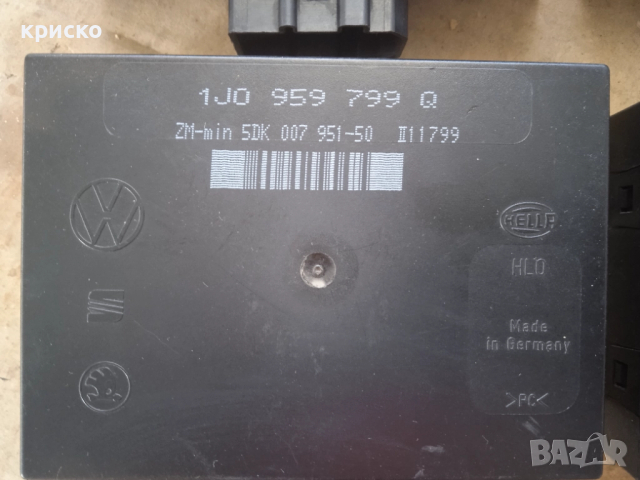 криско
1J0 959 799 Q
ZM-min 5DK 007 951-50 II11799
HELLA
HLO
Made
in Germany
>PC<
BAZAR